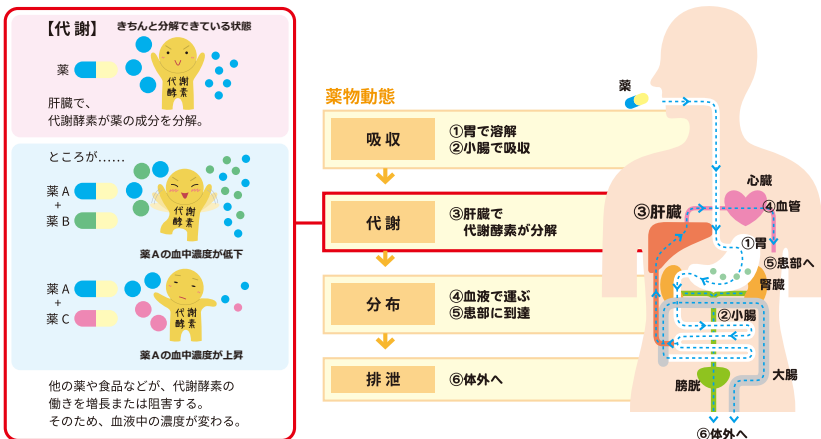 【代謝】 きちんと分解できている状態
薬
代謝
酵素
肝臓で、
代謝酵素が薬の成分を分解。
ところが……
薬A
+
薬B
代謝
酵素
薬Aの血中濃度が低下
薬A
+
薬C
代謝
酵素
薬Aの血中濃度が上昇
他の薬や食品などが、代謝酵素の
働きを増長または阻害する。
そのため、血液中の濃度が変わる。
薬物動態
吸収
①胃で溶解
②小腸で吸収
代謝
③肝臓で
代謝酵素が分解
分布
④血液で運ぶ
⑤患部に到達
排泄
⑥体外へ
薬
心臓
③肝臓
④血管
①胃
⑤患部へ
腎臓
②小腸
大腸
膀胱
⑥体外へ